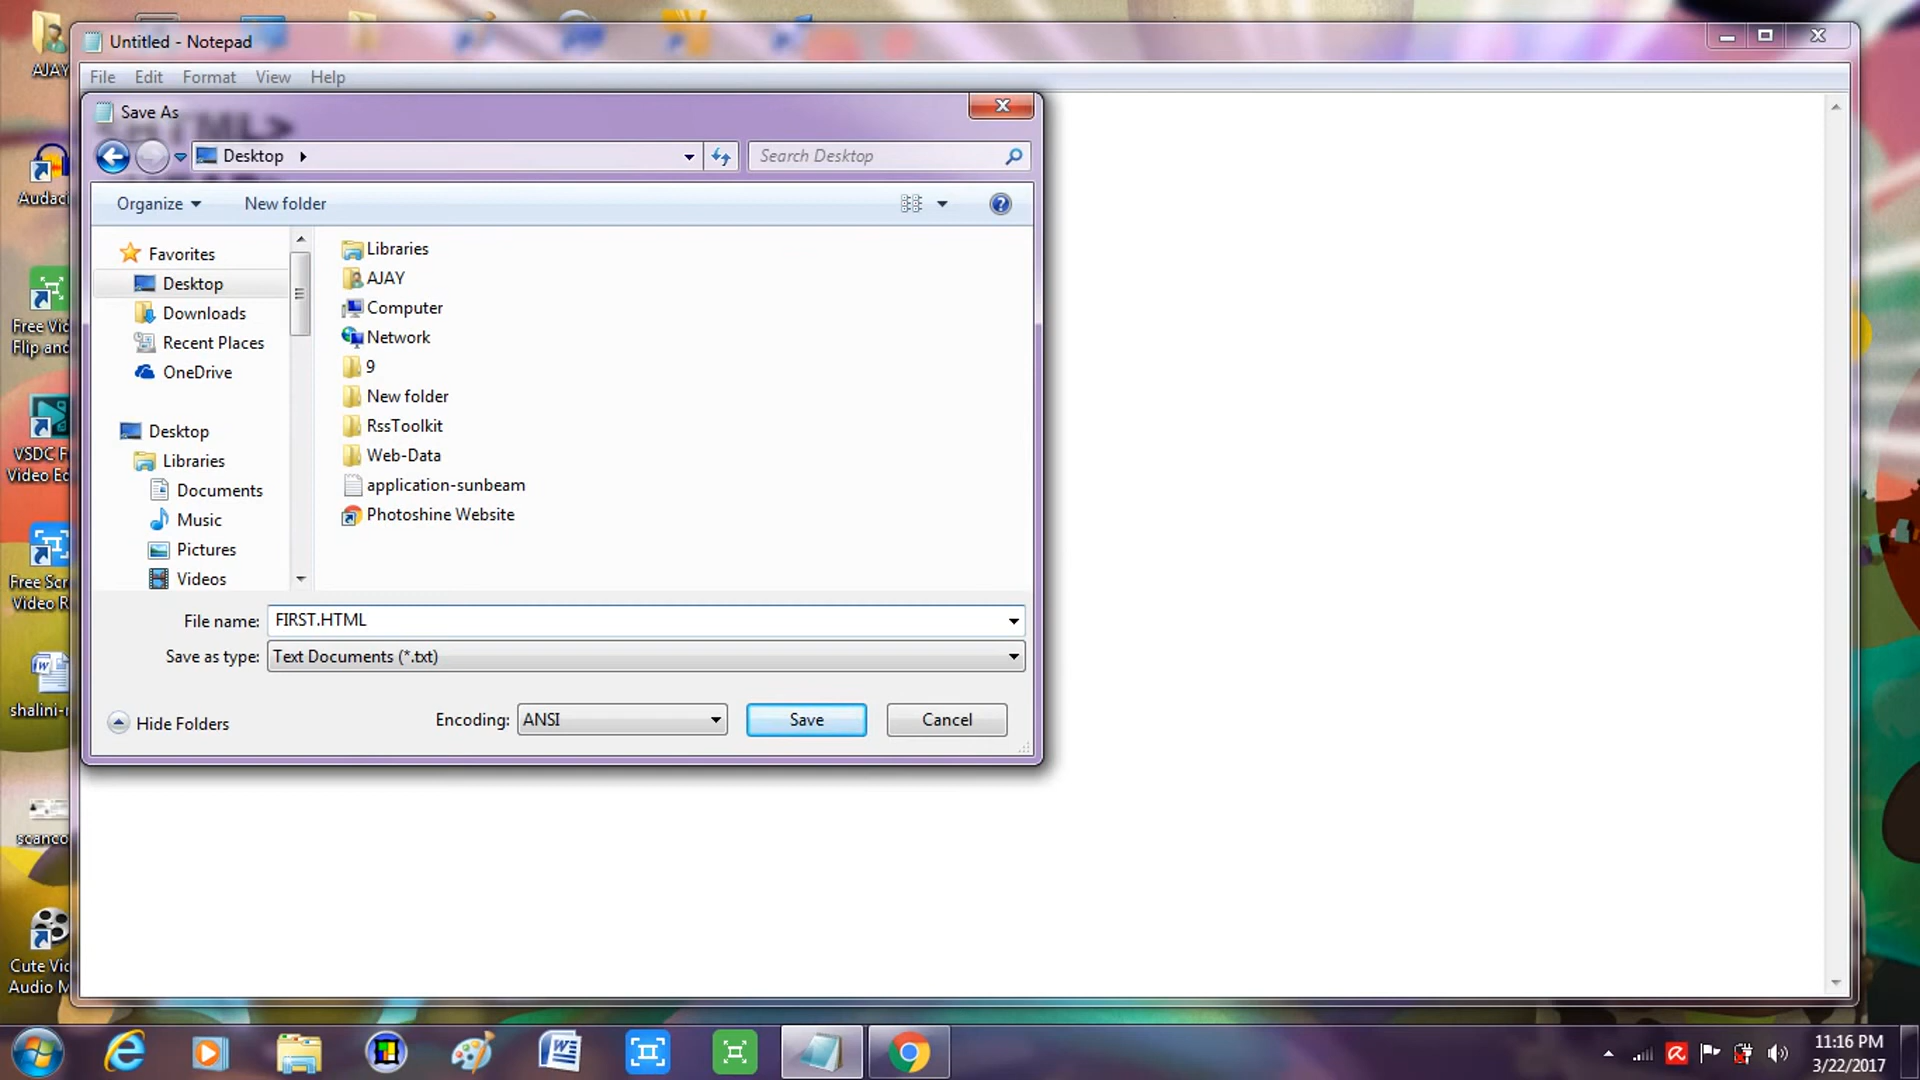 AJAY
Untitled - Notepad
File Edit Format View Help
Save As
Desktop
Search Desktop
Organize New folder
Favorites
Desktop
Downloads
Recent Places
OneDrive
Desktop
Libraries
Documents
Music
Pictures
Videos
Libraries
AJAY
Computer
Network
9
New folder
RssToolkit
Web-Data
application-sunbeam
Photoshine Website
File name: FIRST.HTML
Save as type: Text Documents (*.txt)
Hide Folders
Encoding: ANSI
Save
Cancel
HTML>
Audaci
Free Vid
Flip and
VSDC F
Video Ed
Free Scr
Video R
shalini-
scanco
Cute Vid
Audio M
11:16 PM
3/22/2017